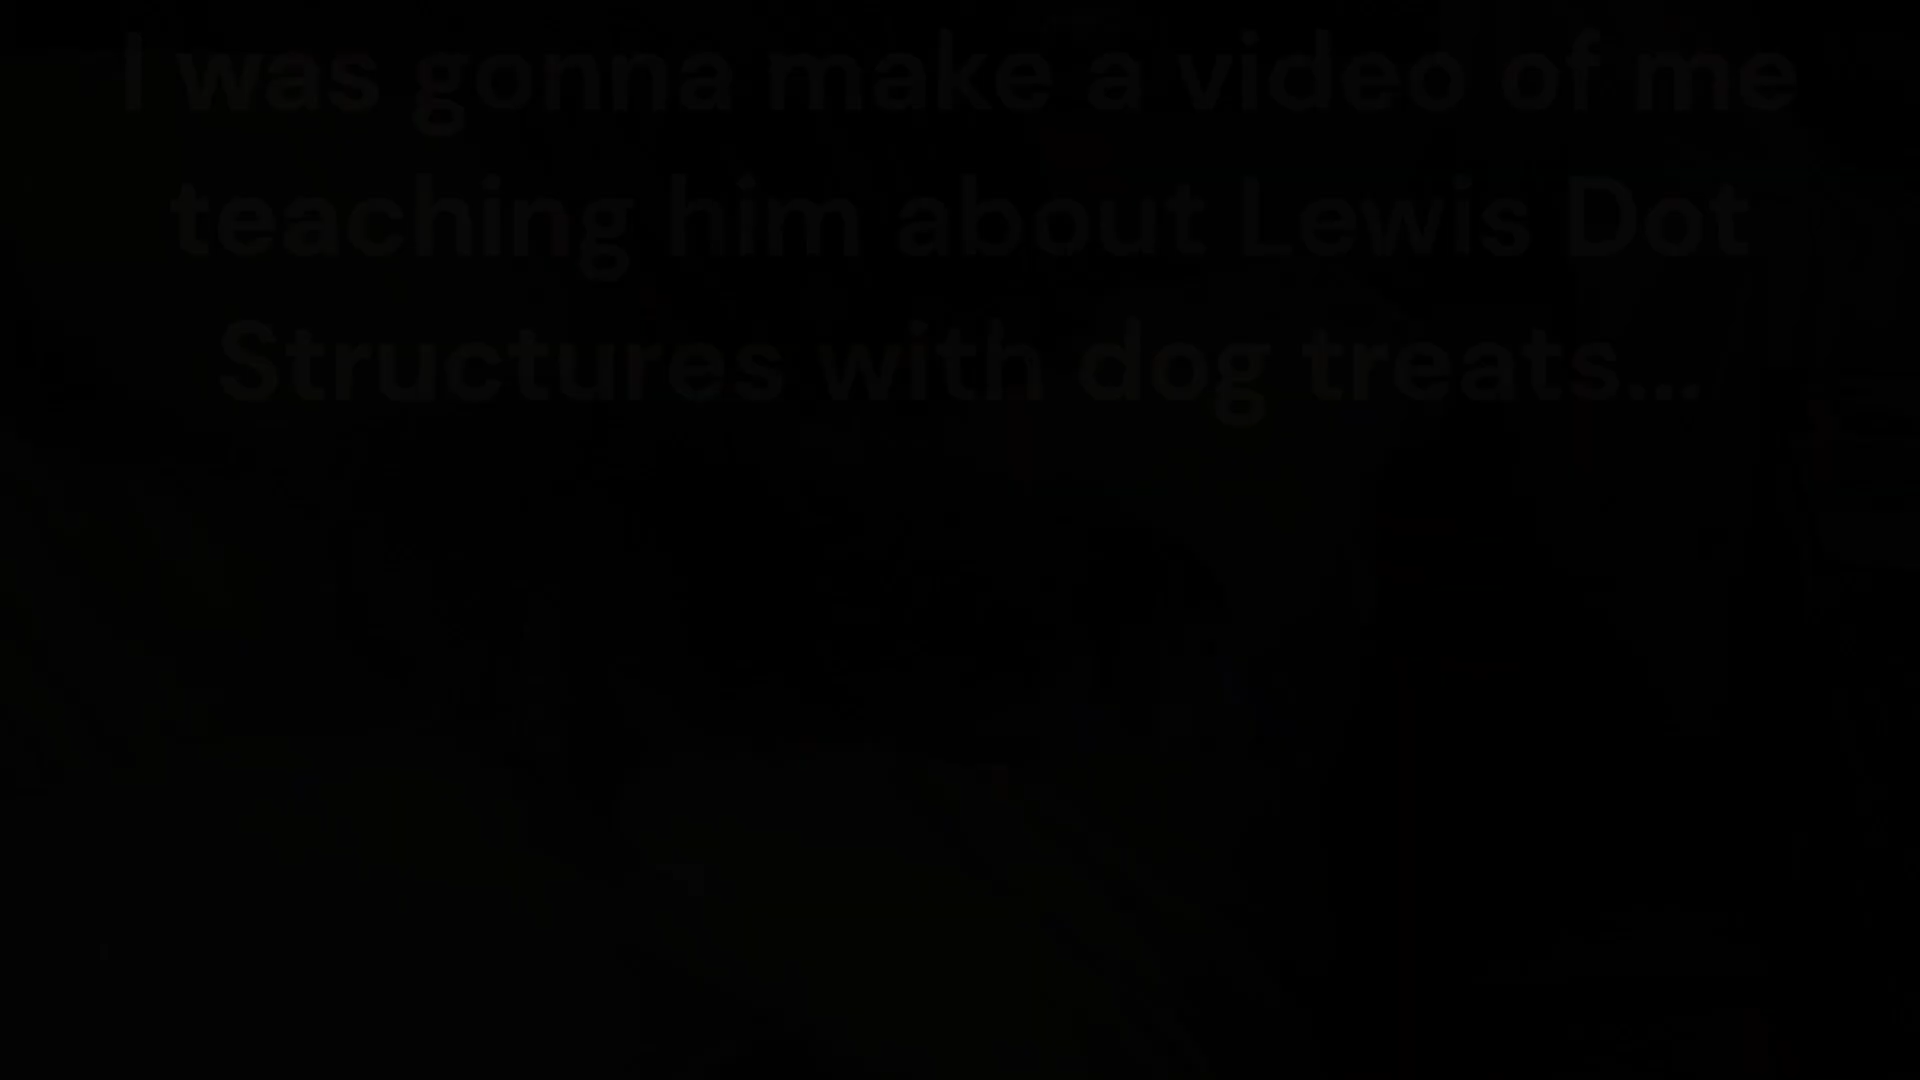 I was gonna make a video of me
teaching him about Lewis Dot
Structures with dog treats...